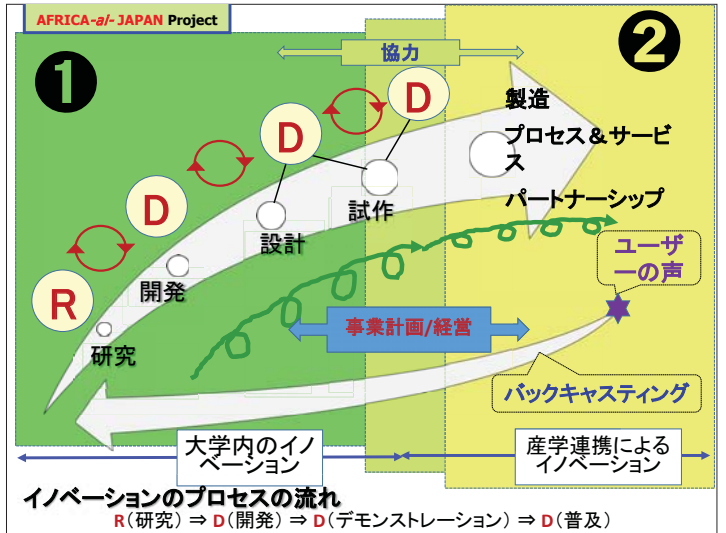 AFRICA-ai- JAPAN Project
❶
❷
協力
D
D
D
R
製造
プロセス＆サービ
ス
パートナーシップ
試作
設計
開発
研究
ユーザ
ーの声
事業計画/経営
バックキャスティング
大学内のイノ
ベーション
産学連携による
イノベーション
イノベーションのプロセスの流れ
R(研究) ⇒ D(開発) ⇒ D(デモンストレーション) ⇒ D(普及)